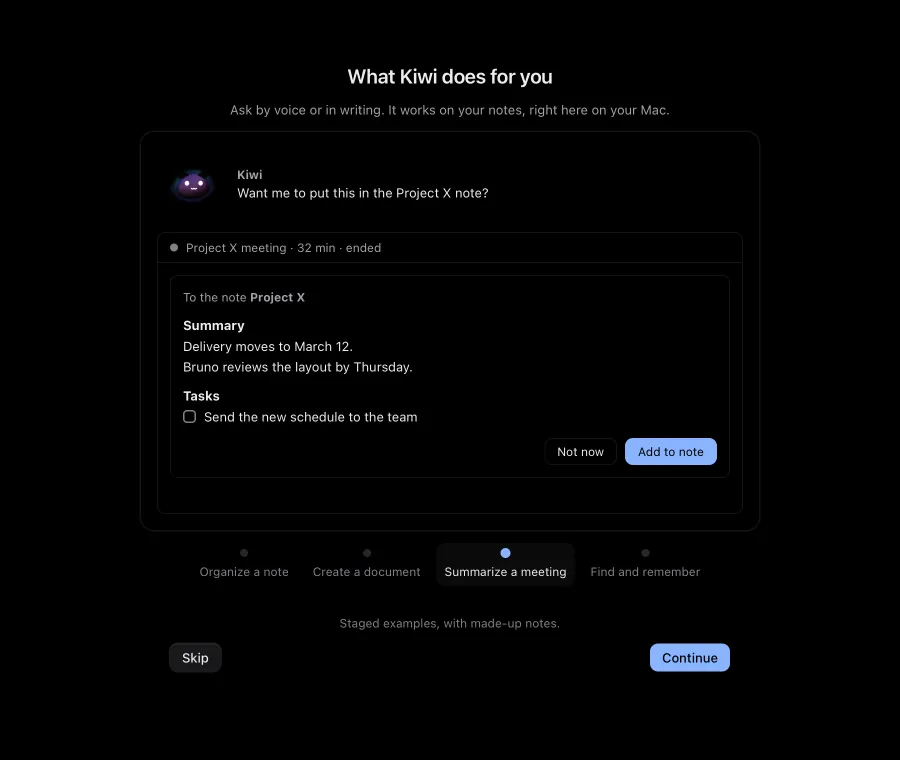 What Kiwi does for you
Ask by voice or in writing. It works on your notes, right here on your Mac.
Kiwi
Want me to put this in the Project X note?
Project X meeting · 32 min · ended
To the note Project X
Summary
Delivery moves to March 12.
Bruno reviews the layout by Thursday.
Tasks
Send the new schedule to the team
Not now
Add to note
Organize a note
Create a document
Summarize a meeting
Find and remember
Staged examples, with made-up notes.
Skip
Continue